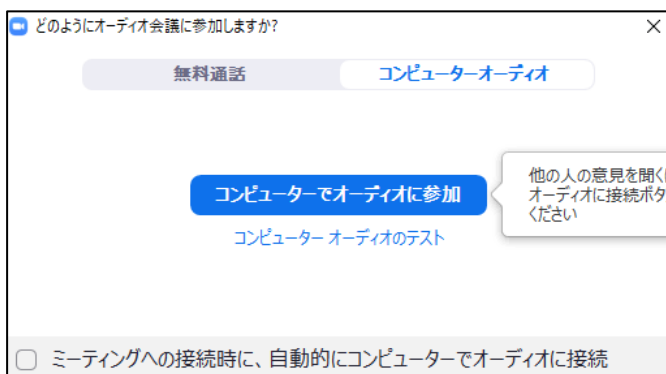 どのようにオーディオ会議に参加しますか?
無料通話
コンピューターオーディオ
コンピューターでオーディオに参加
他の人の意見を聞く
オーディオに接続ボタ
ください
コンピューター オーディオのテスト
ミーティングへの接続時に、自動的にコンピューターでオーディオに接続